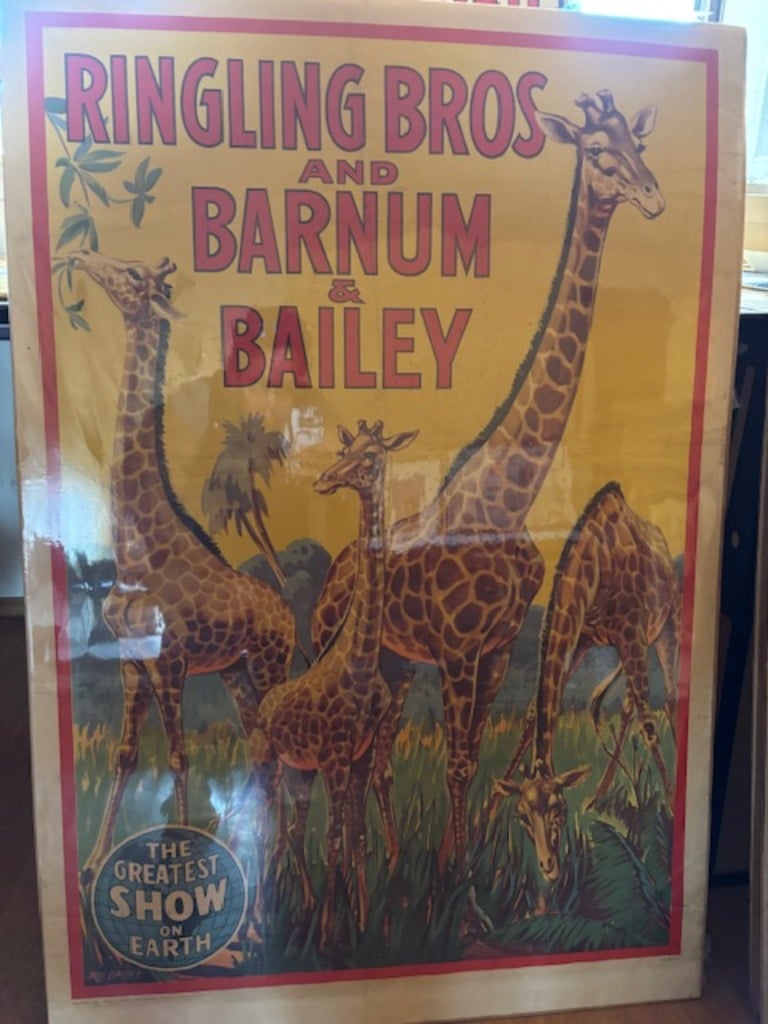 RINGLING BROS
AND
BARNUM
&
BAILEY
THE
GREATEST
SHOW
ON
EARTH